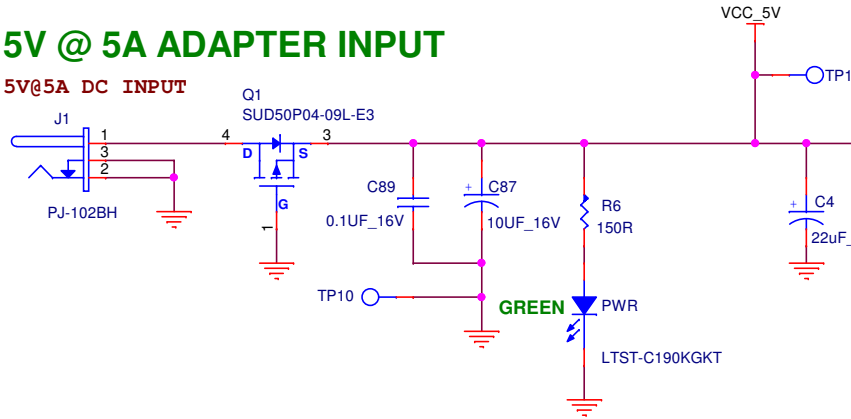 VCC_5V
5V @ 5A ADAPTER INPUT
5V@5A DC INPUT
TP1
Q1
SUD50P04-09L-E3
J1
1
4
3
D
S
3
2
G
PJ-102BH
1
C89
0.1UF_16V
+
C87
10UF_16V
R6
150R
+
C4
22uF_
TP10
GREEN
PWR
LTST-C190KGKT